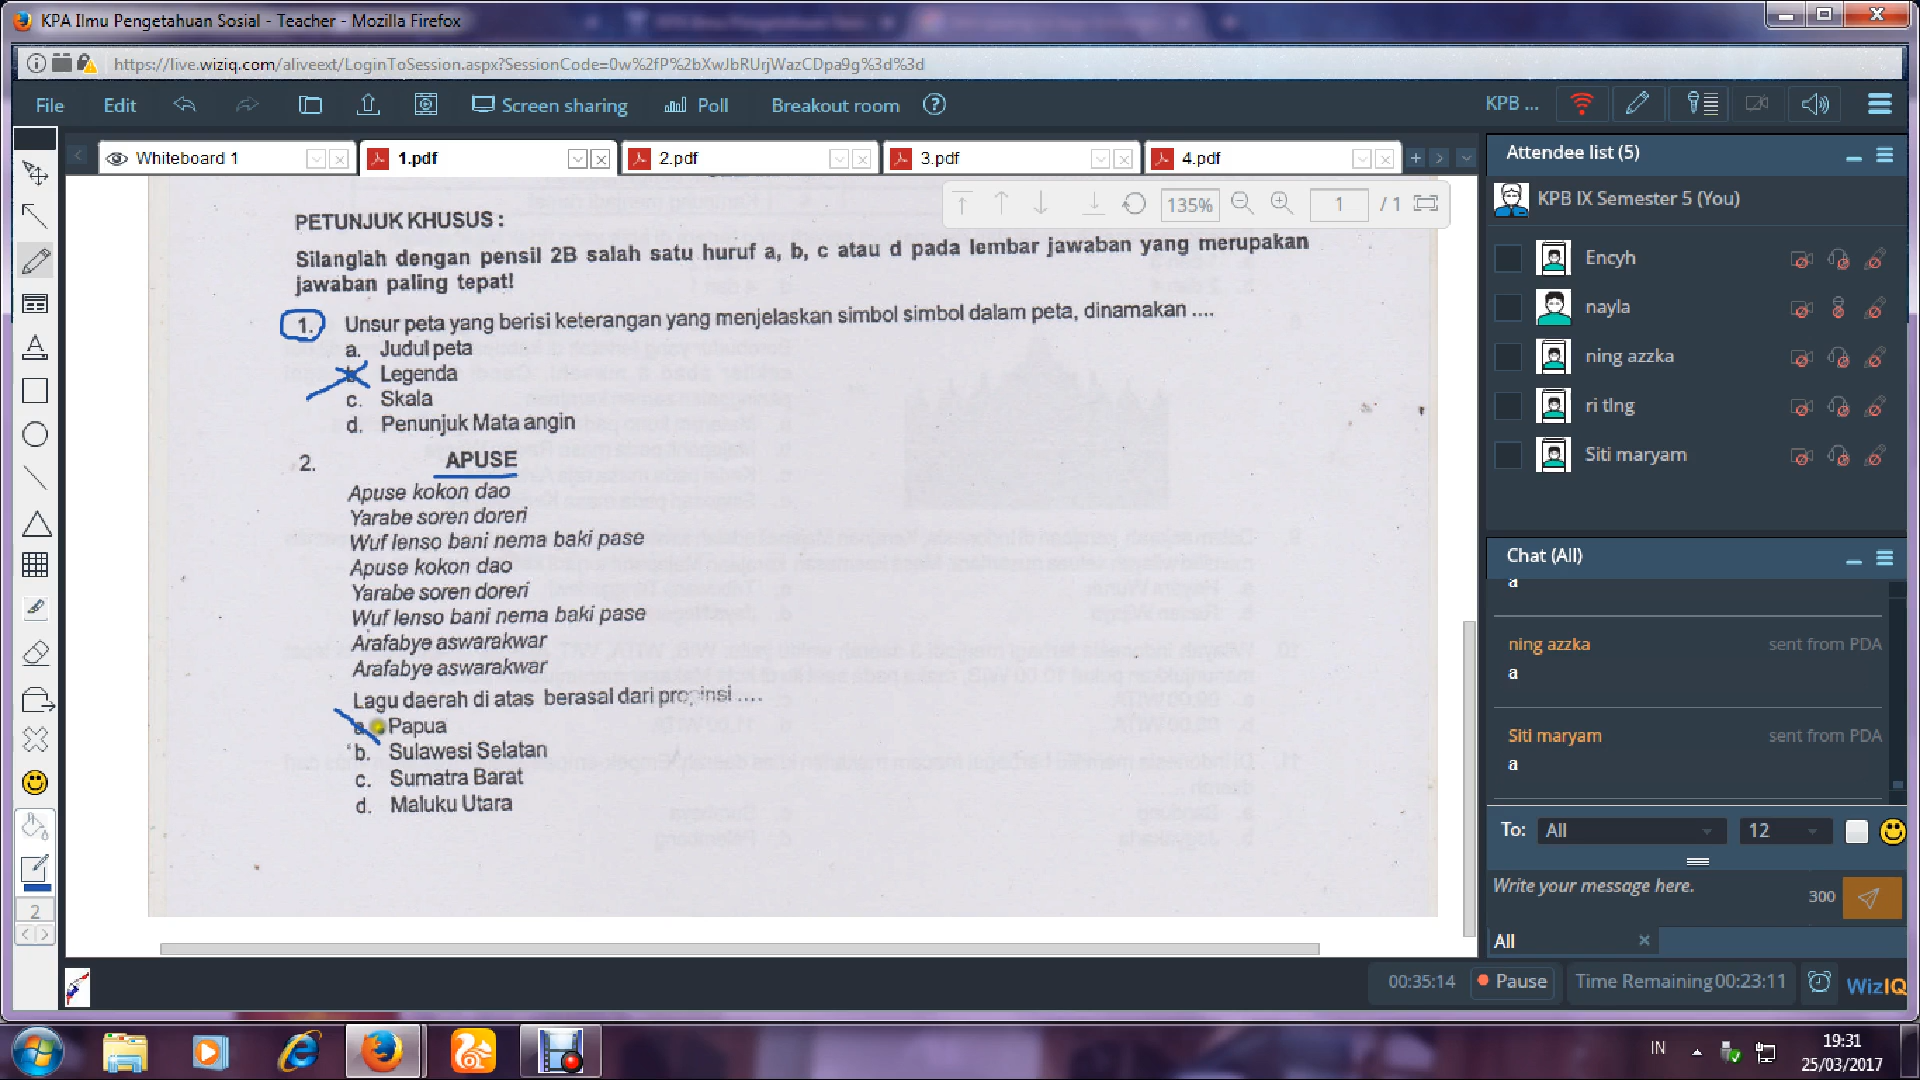 KPA Ilmu Pengetahuan Sosial - Teacher - Mozilla Firefox
https://live.wiziq.com/aliveext/LoginToSession.aspx?SessionCode=0w%2fP%2bXwJbRUrjWazCDpa9g%3d%3d
File Edit Screen sharing Poll Breakout room KPB ...
Whiteboard 1 1.pdf 2.pdf 3.pdf 4.pdf
135% 1 / 1
PETUNJUK KHUSUS :
Silanglah dengan pensil 2B salah satu huruf a, b, c atau d pada lembar jawaban yang merupakan
jawaban paling tepat!
1. Unsur peta yang berisi keterangan yang menjelaskan simbol simbol dalam peta, dinamakan ....
a. Judul peta
b. Legenda
c. Skala
d. Penunjuk Mata angin
2. APUSE
Apuse kokon dao
Yarabe soren doreri
Wuf lenso bani nema baki pase
Apuse kokon dao
Yarabe soren doreri
Wuf lenso bani nema baki pase
Arafabye aswarakwar
Arafabye aswarakwar
Lagu daerah di atas berasal dari propinsi ....
a. Papua
b. Sulawesi Selatan
c. Sumatra Barat
d. Maluku Utara
2
Attendee list (5)
KPB IX Semester 5 (You)
Encyh
nayla
ning azzka
ri tIng
Siti maryam
Chat (All)
a
ning azzka sent from PDA
a
Siti maryam sent from PDA
a
To: All 12
Write your message here. 300
All
00:35:14 Pause Time Remaining 00:23:11 WizIQ
IN 19:31
25/03/2017